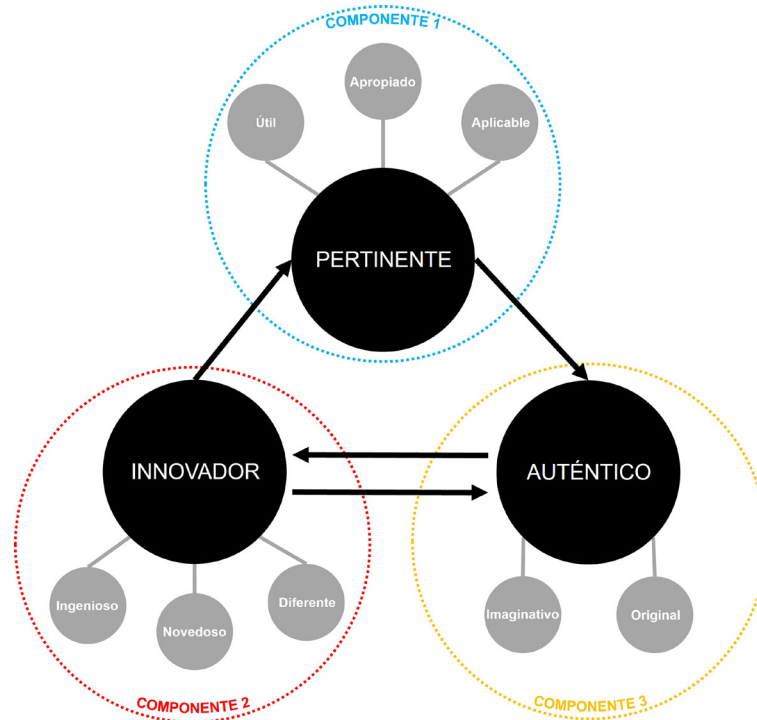 COMPONENTE 1
Apropiado
Útil
Aplicable
PERTINENTE
INNOVADOR
AUTÉNTICO
Ingenioso
Novedoso
Diferente
Imaginativo
Original
COMPONENTE 2
COMPONENTE 3